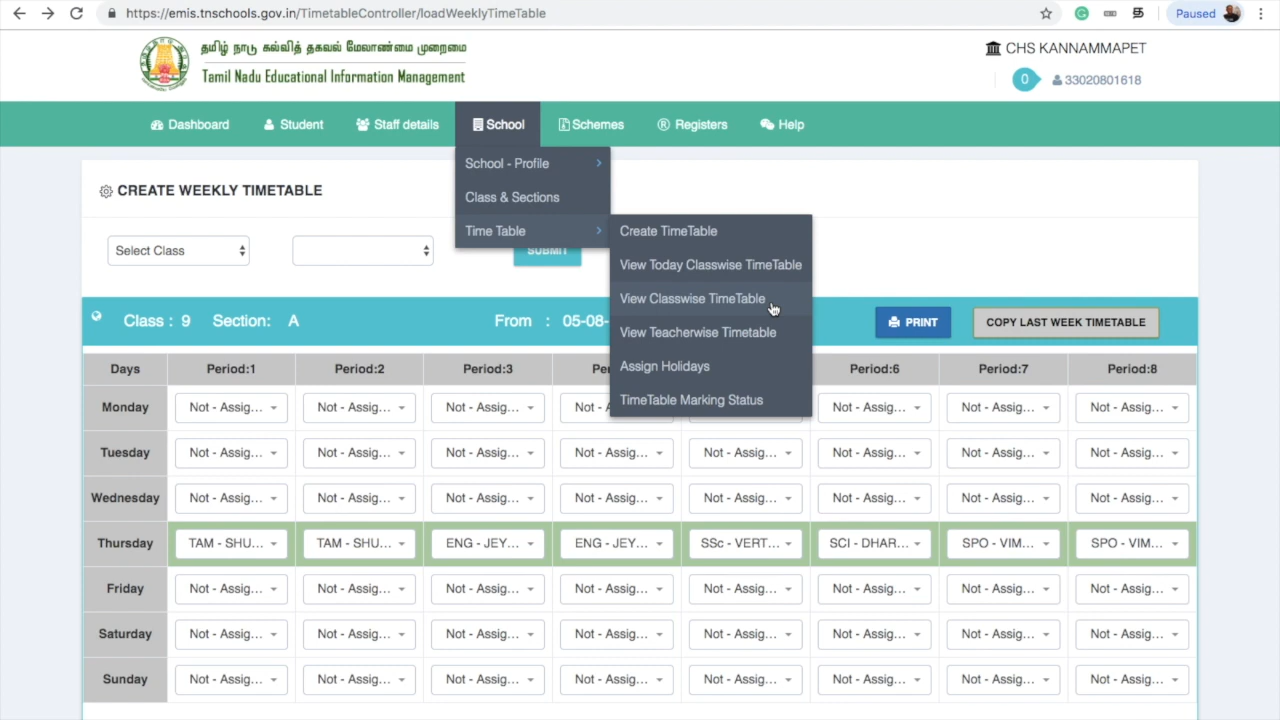 https://emis.tnschools.gov.in/TimetableController/loadWeeklyTimeTable
Paused
தமிழ் நாடு கல்வித் தகவல் மேலாண்மை முறைமை
Tamil Nadu Educational Information Management
CHS KANNAMMAPET
0 33020801618
Dashboard Student Staff details School Schemes Registers Help
School - Profile
Class & Sections
Time Table
Create TimeTable
View Today Classwise TimeTable
View Classwise TimeTable
View Teacherwise Timetable
Assign Holidays
TimeTable Marking Status
CREATE WEEKLY TIMETABLE
Select Class
SUBMIT
Class : 9 Section: A From : 05-08- PRINT COPY LAST WEEK TIMETABLE
Days Period:1 Period:2 Period:3 Pe Period:6 Period:7 Period:8
Monday Not - Assig... Not - Assig... Not - Assig... Not - A Not - Assig... Not - Assig... Not - Assig...
Tuesday Not - Assig... Not - Assig... Not - Assig... Not - Assig... Not - Assig... Not - Assig... Not - Assig... Not - Assig...
Wednesday Not - Assig... Not - Assig... Not - Assig... Not - Assig... Not - Assig... Not - Assig... Not - Assig... Not - Assig...
Thursday TAM - SHU... TAM - SHU... ENG - JEY... ENG - JEY... SSc - VERT... SCI - DHAR... SPO - VIM... SPO - VIM...
Friday Not - Assig... Not - Assig... Not - Assig... Not - Assig... Not - Assig... Not - Assig... Not - Assig... Not - Assig...
Saturday Not - Assig... Not - Assig... Not - Assig... Not - Assig... Not - Assig... Not - Assig... Not - Assig... Not - Assig...
Sunday Not - Assig... Not - Assig... Not - Assig... Not - Assig... Not - Assig... Not - Assig... Not - Assig... Not - Assig...